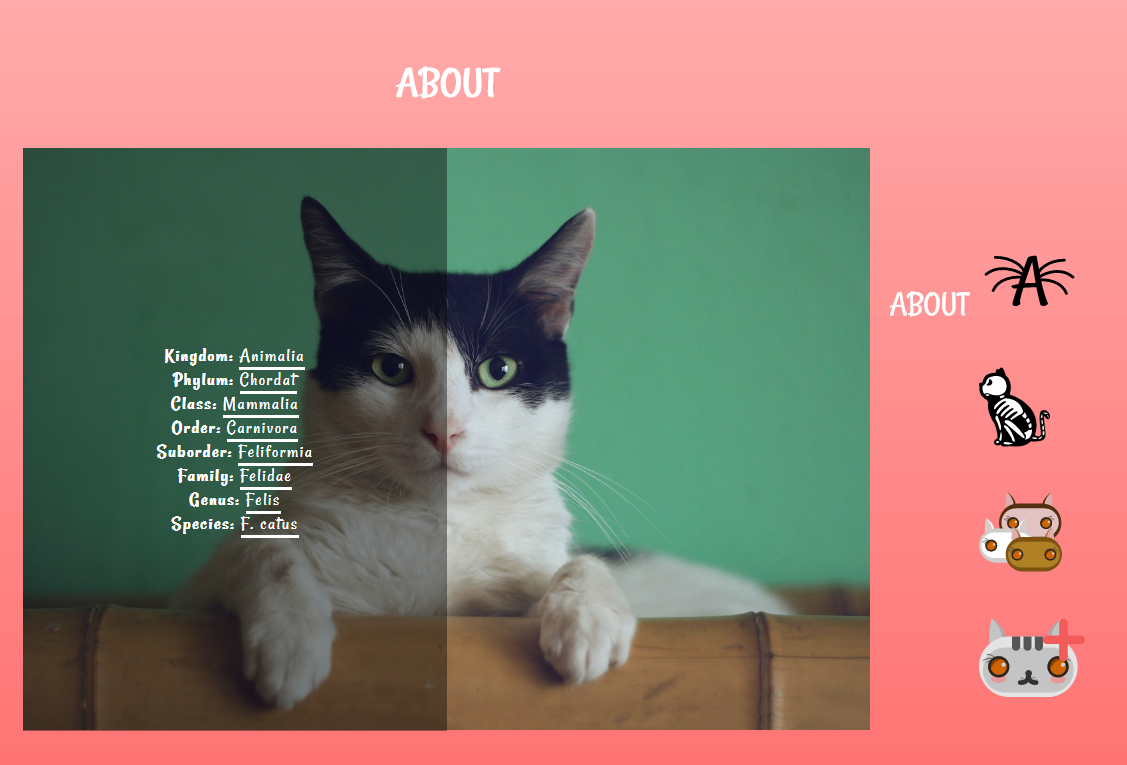 ABOUT
Kingdom: Animalia
Phylum: Chordat
Class: Mammalia
Order: Carnivora
Suborder: Feliformia
Family: Felidae
Genus: Felis
Species: F. catus
ABOUT
A